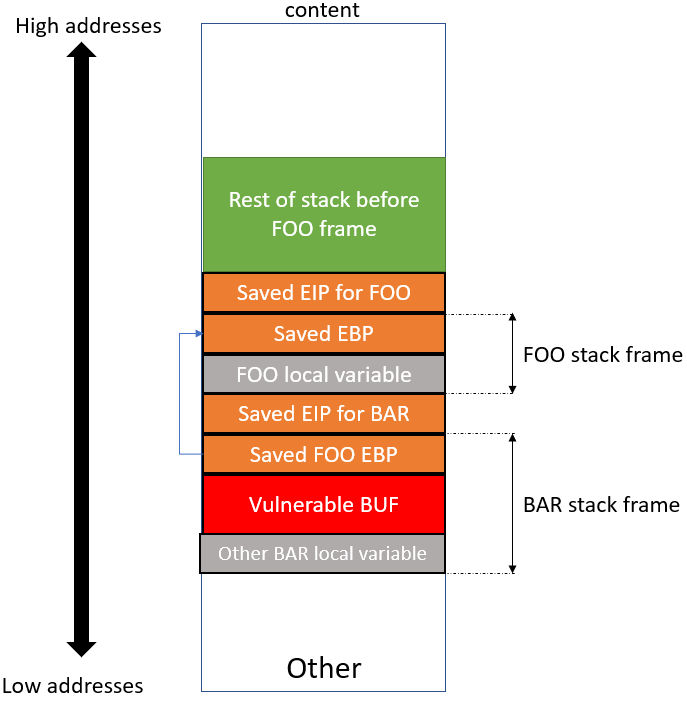 content
High addresses
Rest of stack before
FOO frame
Saved EIP for FOO
Saved EBP
FOO stack frame
FOO local variable
Saved EIP for BAR
Saved FOO EBP
Vulnerable BUF
BAR stack frame
Other BAR local variable
Other
Low addresses